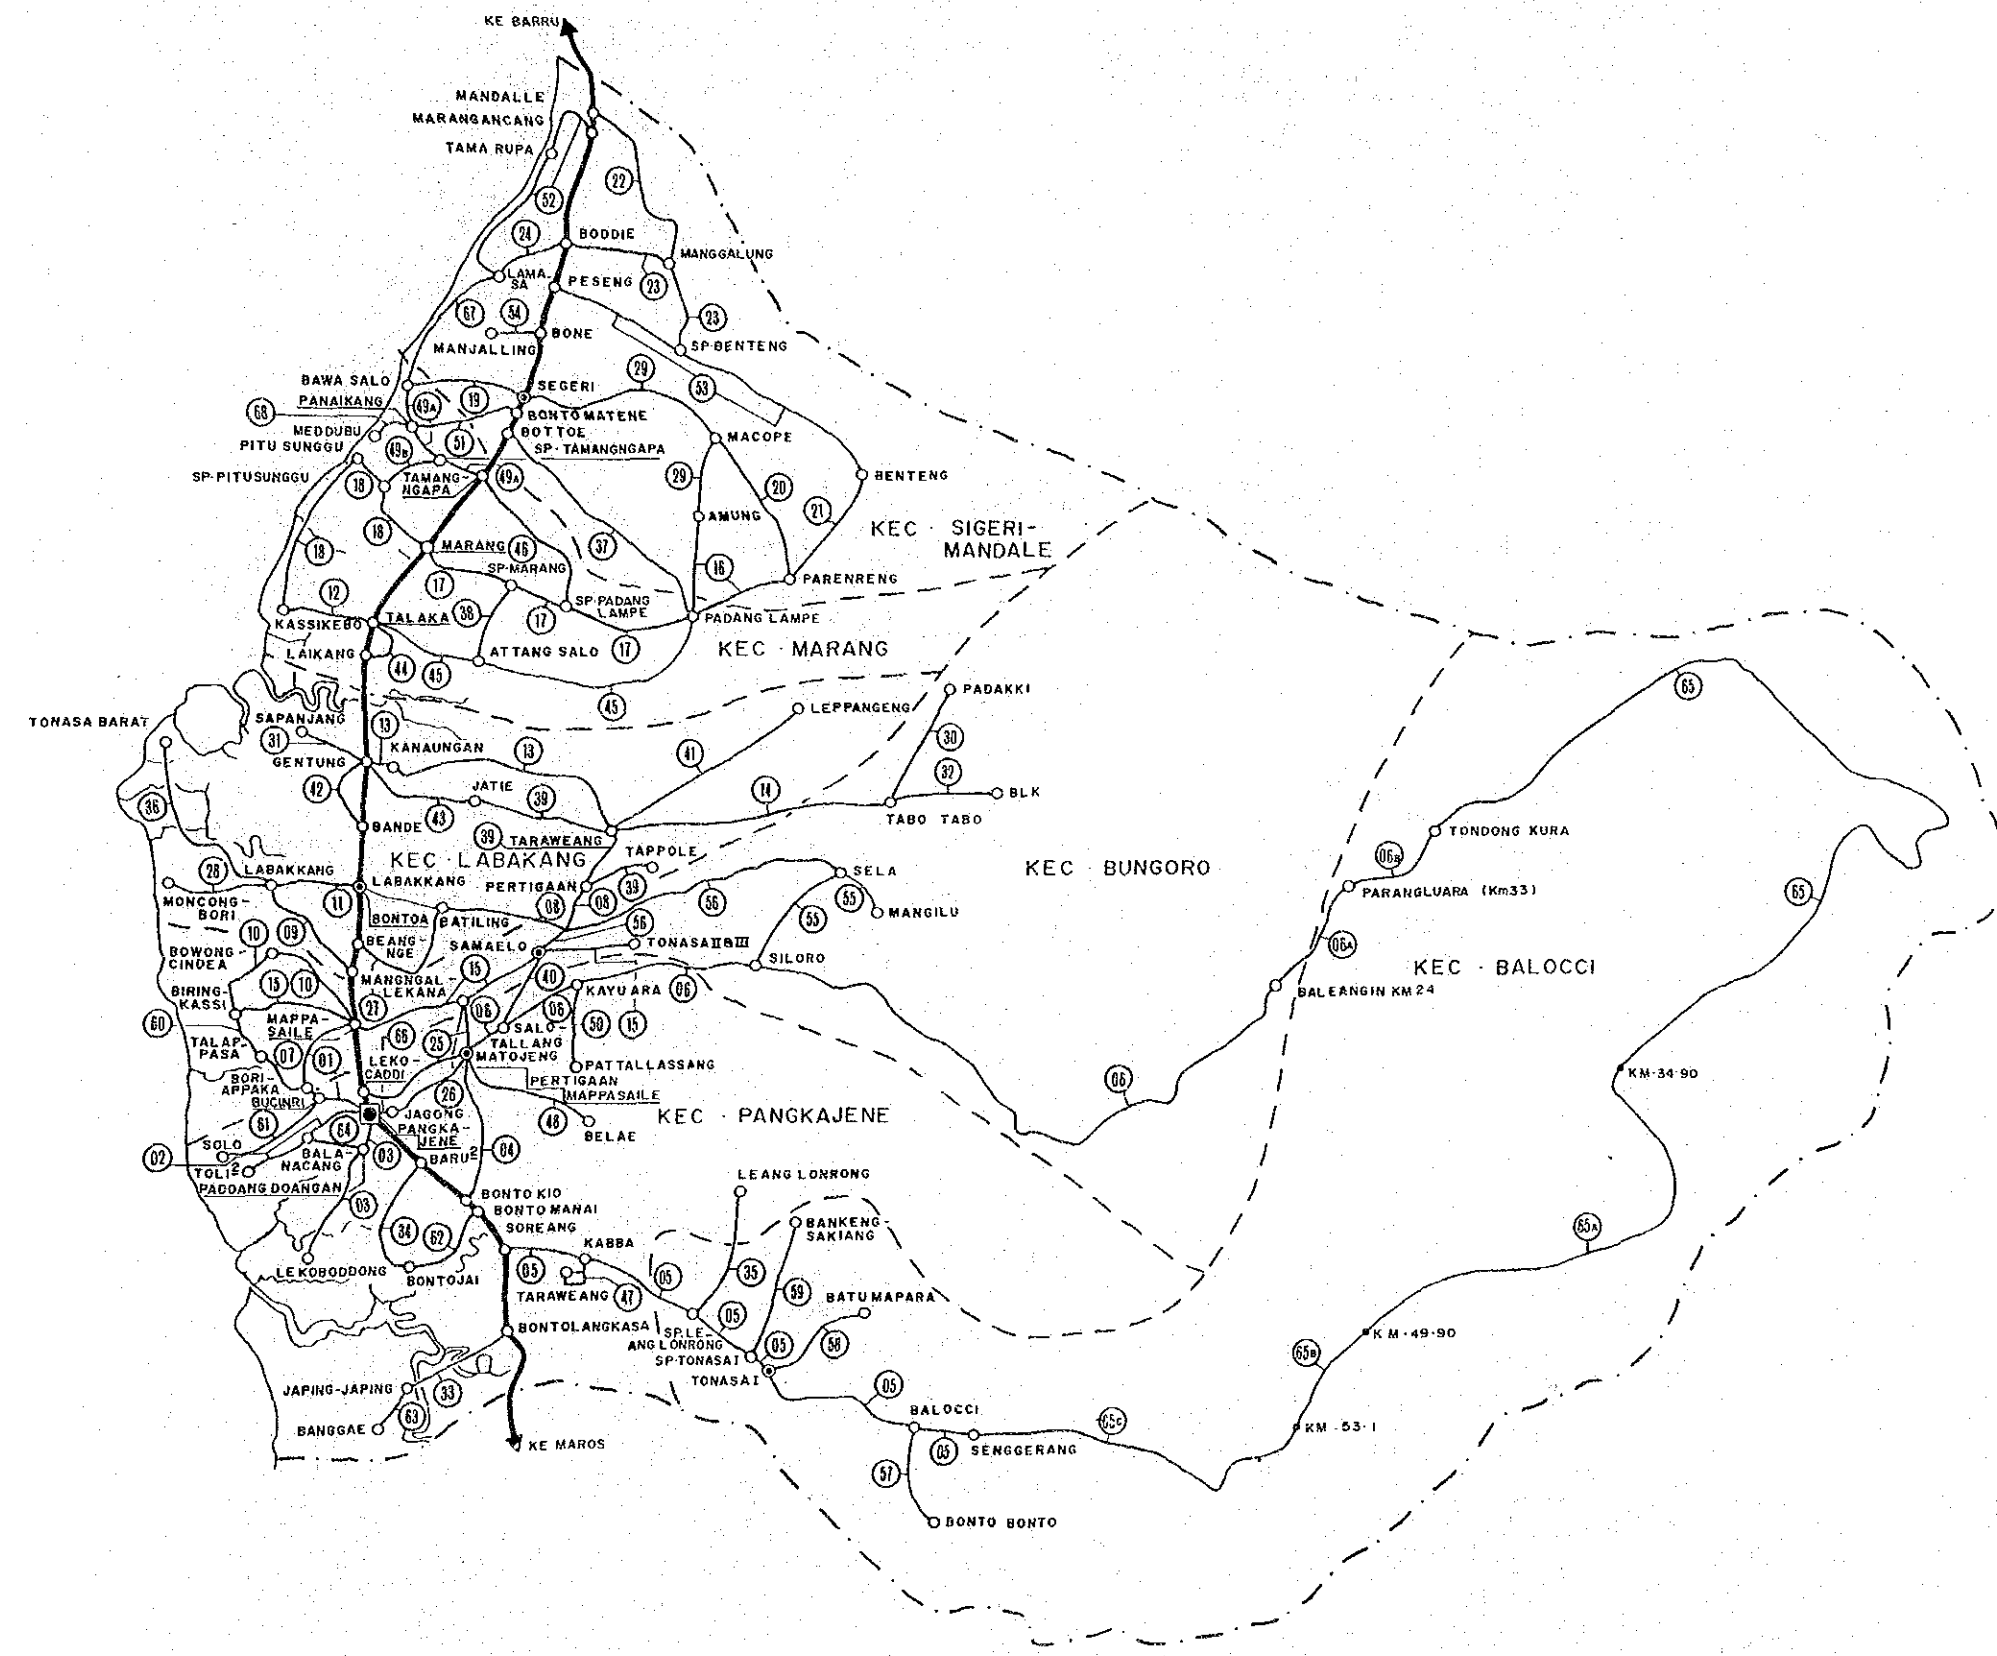 KE BARRU
MANDALLE
MARANGANCANG
TAMA RUPA
22
52
24
BODDIE
MANGGALUNG
LAMA-
SA
PESENG
23
67
54
23
BONE
MANJALLING
SP-BENTENG
BAWA SALO
29
SEGERI
53
PANAIKANG
49A
19
68
BONTO MATENE
MEDDUBU
BOTTOE
MACOPE
PITU SUNGGU
49B
51
SP-TAMANGNGAPA
SP-PITUSUNGGU
18
TAMANG-
NGAPA
49A
29
20
BENTENG
21
AMUNG
KEC · SIGERI-
MANDALE
18
18
MARANG
46
37
SP-MARANG
16
17
PARENRENG
12
38
SP-PADANG
LAMPE
KASSIKEBO
TALAKA
17
PADANG LAMPE
LAIKANG
44
45
ATTANG SALO
17
KEC · MARANG
45
PADAKKI
65
TONASA BARAT
SAPANJANG
13
LEPPANGENG
31
KANAUNGAN
13
41
30
GENTUNG
JATIE
32
42
39
14
BLK
36
BANDE
43
TABO TABO
39
TARAWEANG
TONDONG KURA
KEC · LABAKANG
TAPPOLE
06B
28
LABAKKANG
LABAKKANG
PERTIGAAN
39
SELA
KEC · BUNGORO
PARANGLUARA (Km33)
MONCONG-
BORI
11
BONTOA
BATILING
08
08
56
55
65
10
09
55
MANGILU
BEANG-
NGE
56
BOWONG-
CINDEA
SAMAELO
TONASA II & III
06A
SILORO
KEC · BALOCCI
MANGNGAL-
LEKANA
15
40
BIRING-
KASSI
15
10
27
KAYU ARA
06
BALEANGIN KM 24
60
MAPPA-
SAILE
06
06
SALO-
TALLANG
50
15
TALAP-
PASA
07
01
66
25
MATOJENG
LEKO-
CADDI
PATTALLASSANG
BORI-
APPAKA
PERTIGAAN
MAPPASAILE
06
KM-34-90
BUCINRI
26
JAGONG
61
64
PANGKA-
JENE
48
BELAE
KEC · PANGKAJENE
SOLO
02
BALA-
NACANG
03
BARU2
04
TOLI2
PADOANG DOANGAN
LEANG LONRONG
BONTO KIO
03
BONTO MANAI
34
62
SOREANG
BANKENG-
SAKIANG
65A
KABBA
LEKOBODDONG
BONTOJAI
05
05
35
TARAWEANG
47
59
BATU MAPARA
05
BONTOLANGKASA
SP.LE-
ANG LONRONG
05
58
KM-49-90
SP-TONASA I
65B
TONASA I
JAPING-JAPING
33
05
BALOCCI
63
65C
BANGGAE
KM-53-1
KE MAROS
05
SENGGERANG
57
BONTO BONTO